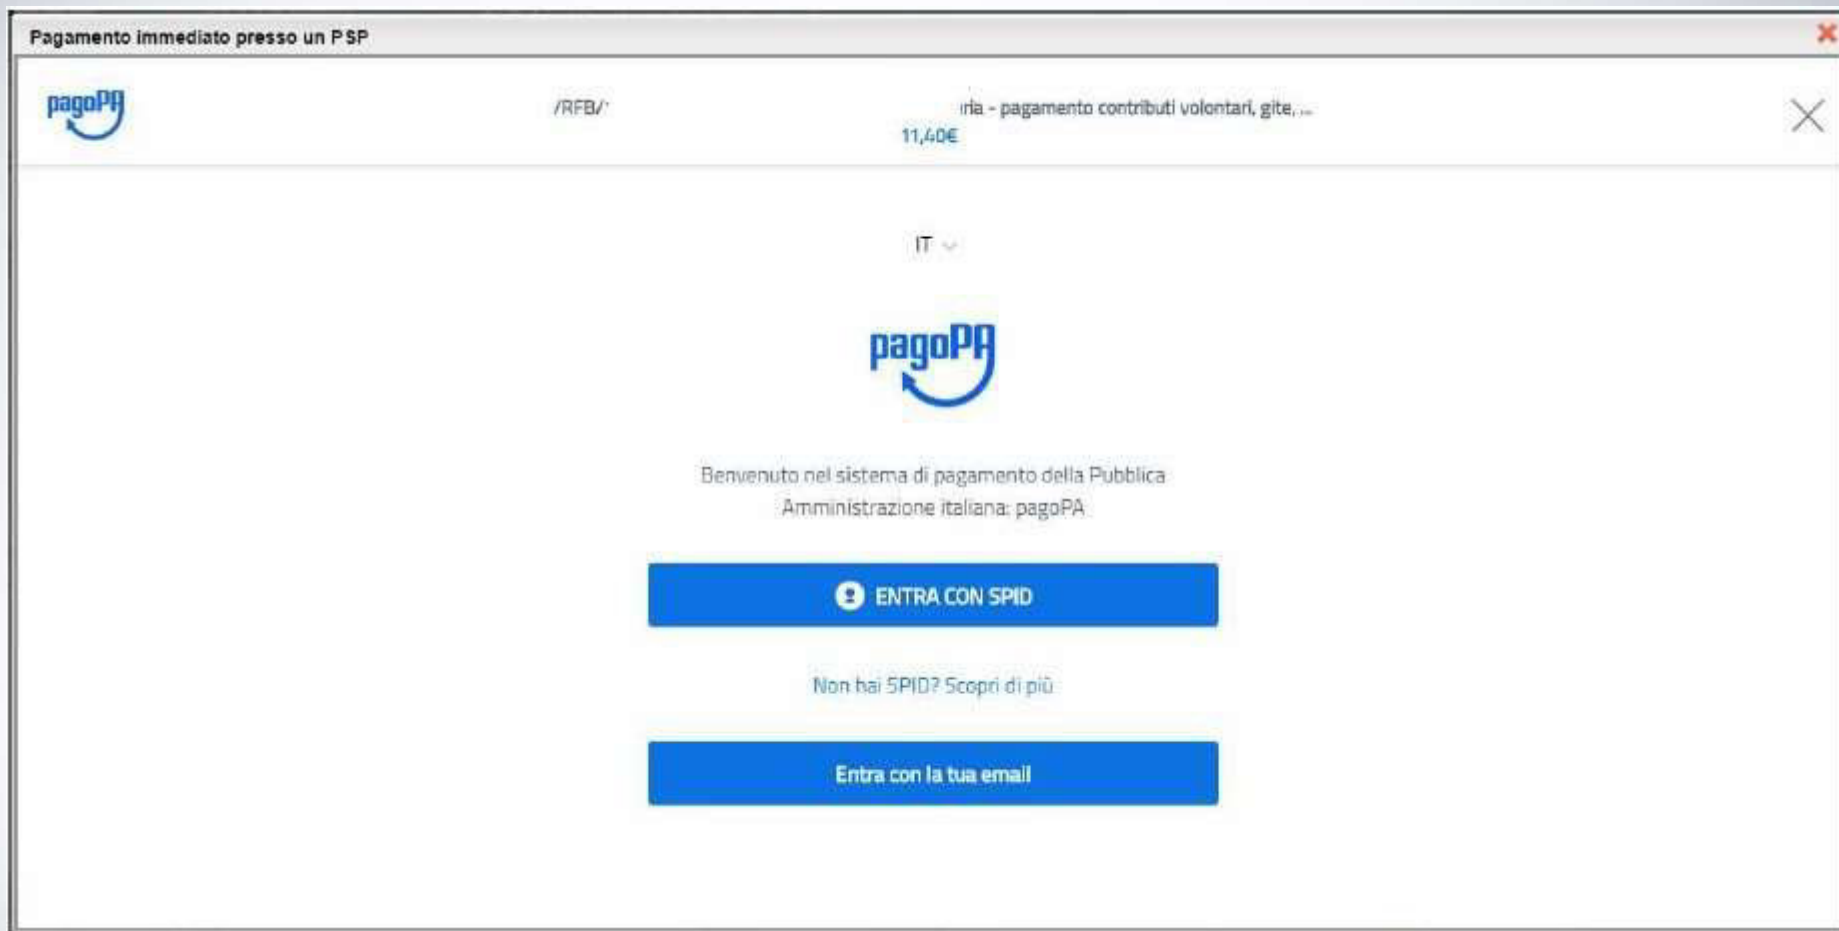 Pagamento immediato presso un PSP
pagoPA
/RFB/ - pagamento contributi volontari, gite, ...
11,40€
IT
pagoPA
Benvenuto nel sistema di pagamento della Pubblica
Amministrazione italiana: pagoPA
ENTRA CON SPID
Non hai SPID? Scopri di più
Entra con la tua email